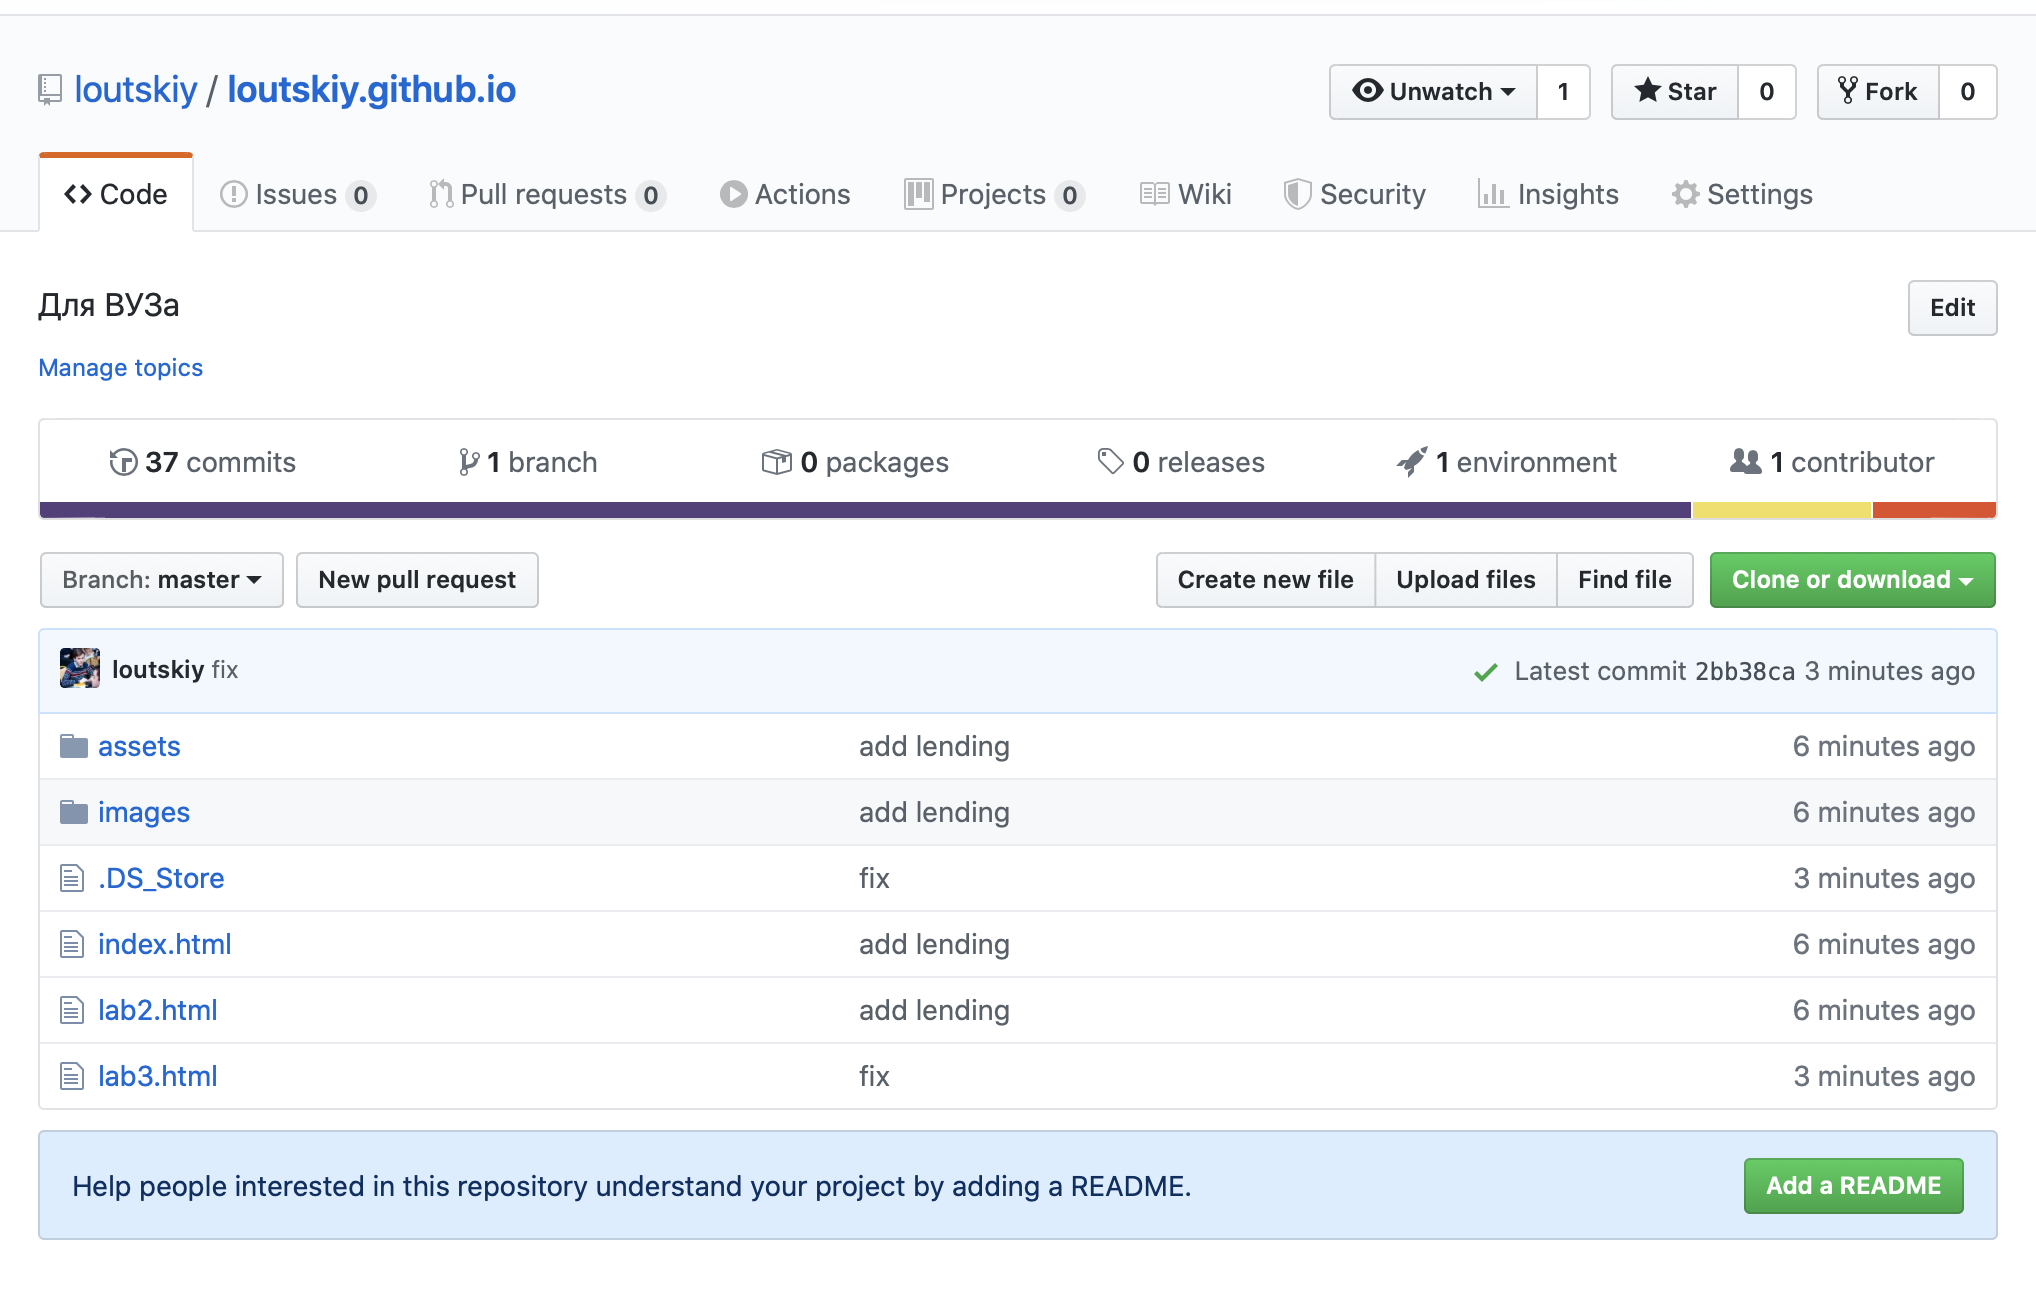 loutskiy / loutskiy.github.io
Unwatch 1 Star 0 Fork 0
Code Issues 0 Pull requests 0 Actions Projects 0 Wiki Security Insights Settings
Для ВУЗа
Edit
Manage topics
37 commits 1 branch 0 packages 0 releases 1 environment 1 contributor
Branch: master New pull request Create new file Upload files Find file Clone or download
loutskiy fix Latest commit 2bb38ca 3 minutes ago
assets add lending 6 minutes ago
images add lending 6 minutes ago
.DS_Store fix 3 minutes ago
index.html add lending 6 minutes ago
lab2.html add lending 6 minutes ago
lab3.html fix 3 minutes ago
Help people interested in this repository understand your project by adding a README. Add a README